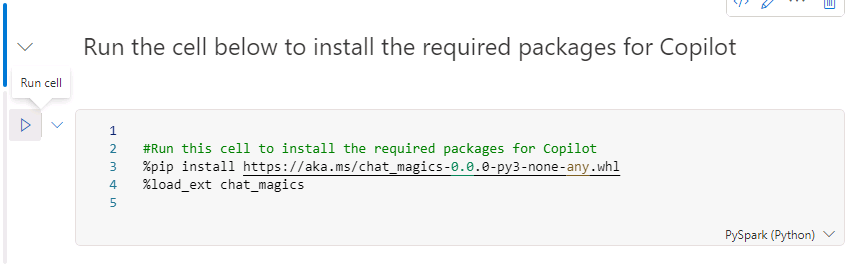 Run the cell below to install the required packages for Copilot
Run cell
1
2 #Run this cell to install the required packages for Copilot
3 %pip install https://aka.ms/chat_magics-0.0.0-py3-none-any.whl
4 %load_ext chat_magics
5
PySpark (Python)